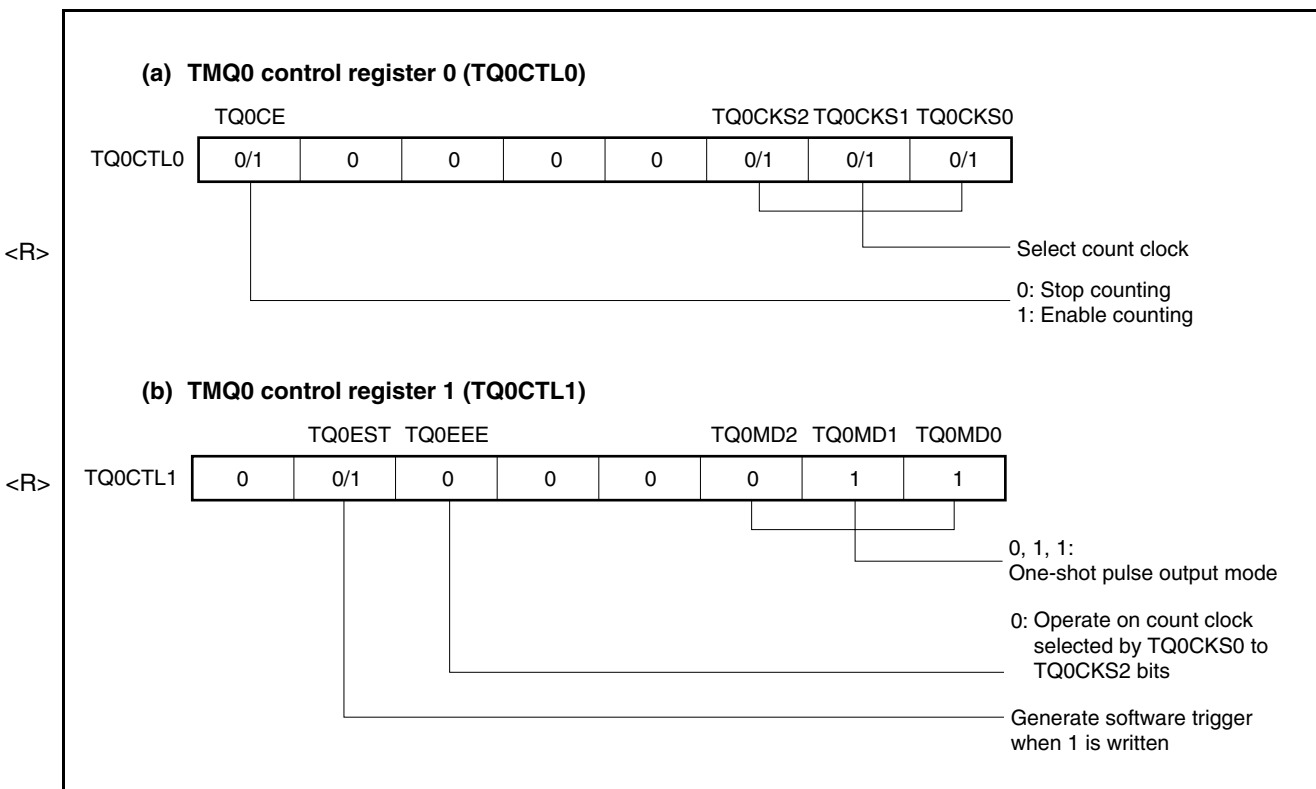 (a) TMQ0 control register 0 (TQ0CTL0)
TQ0CE TQ0CKS2 TQ0CKS1 TQ0CKS0
TQ0CTL0 0/1 0 0 0 0 0/1 0/1 0/1
<R> Select count clock
0: Stop counting
1: Enable counting
(b) TMQ0 control register 1 (TQ0CTL1)
TQ0EST TQ0EEE TQ0MD2 TQ0MD1 TQ0MD0
<R> TQ0CTL1 0 0/1 0 0 0 0 1 1
0, 1, 1:
One-shot pulse output mode
0: Operate on count clock
selected by TQ0CKS0 to
TQ0CKS2 bits
Generate software trigger
when 1 is written